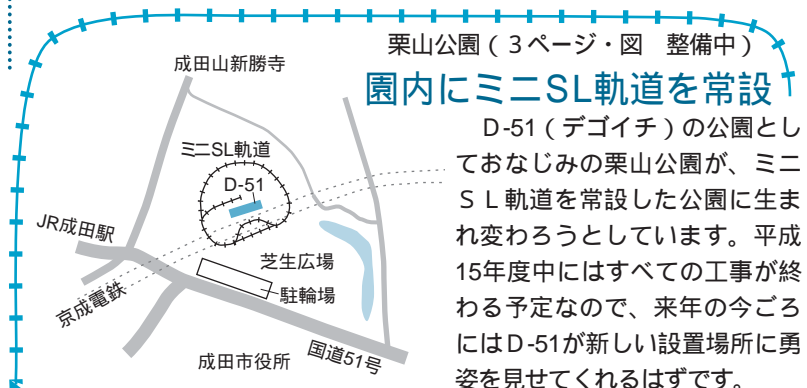 栗山公園(3ページ・図　整備中)
園内にミニSL軌道を常設
　D-51(デゴイチ)の公園とし
ておなじみの栗山公園が、ミニ
ＳＬ軌道を常設した公園に生ま
れ変わろうとしています。平成
15年度中にはすべての工事が終
わる予定なので、来年の今ごろ
にはD-51が新しい設置場所に勇
姿を見せてくれるはずです。
成田山新勝寺
ミニSL軌道
D-51
JR成田駅
芝生広場
駐輪場
京成電鉄
成田市役所
国道51号